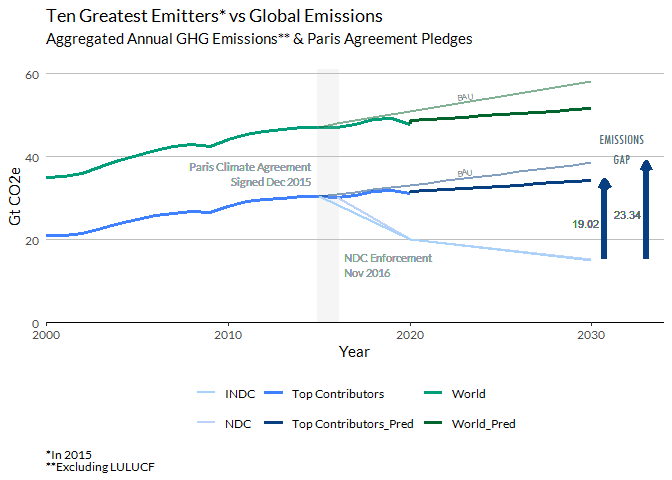 Ten Greatest Emitters* vs Global Emissions
Aggregated Annual GHG Emissions** & Paris Agreement Pledges
60
BAU
EMISSIONS
GAP
40
Paris Climate Agreement
Signed Dec 2015
BAU
Gt CO2e
19.02
23.34
20
NDC Enforcement
Nov 2016
0
2000
2010
2020
2030
Year
INDC
Top Contributors
World
NDC
Top Contributors_Pred
World_Pred
*In 2015
**Excluding LULUCF